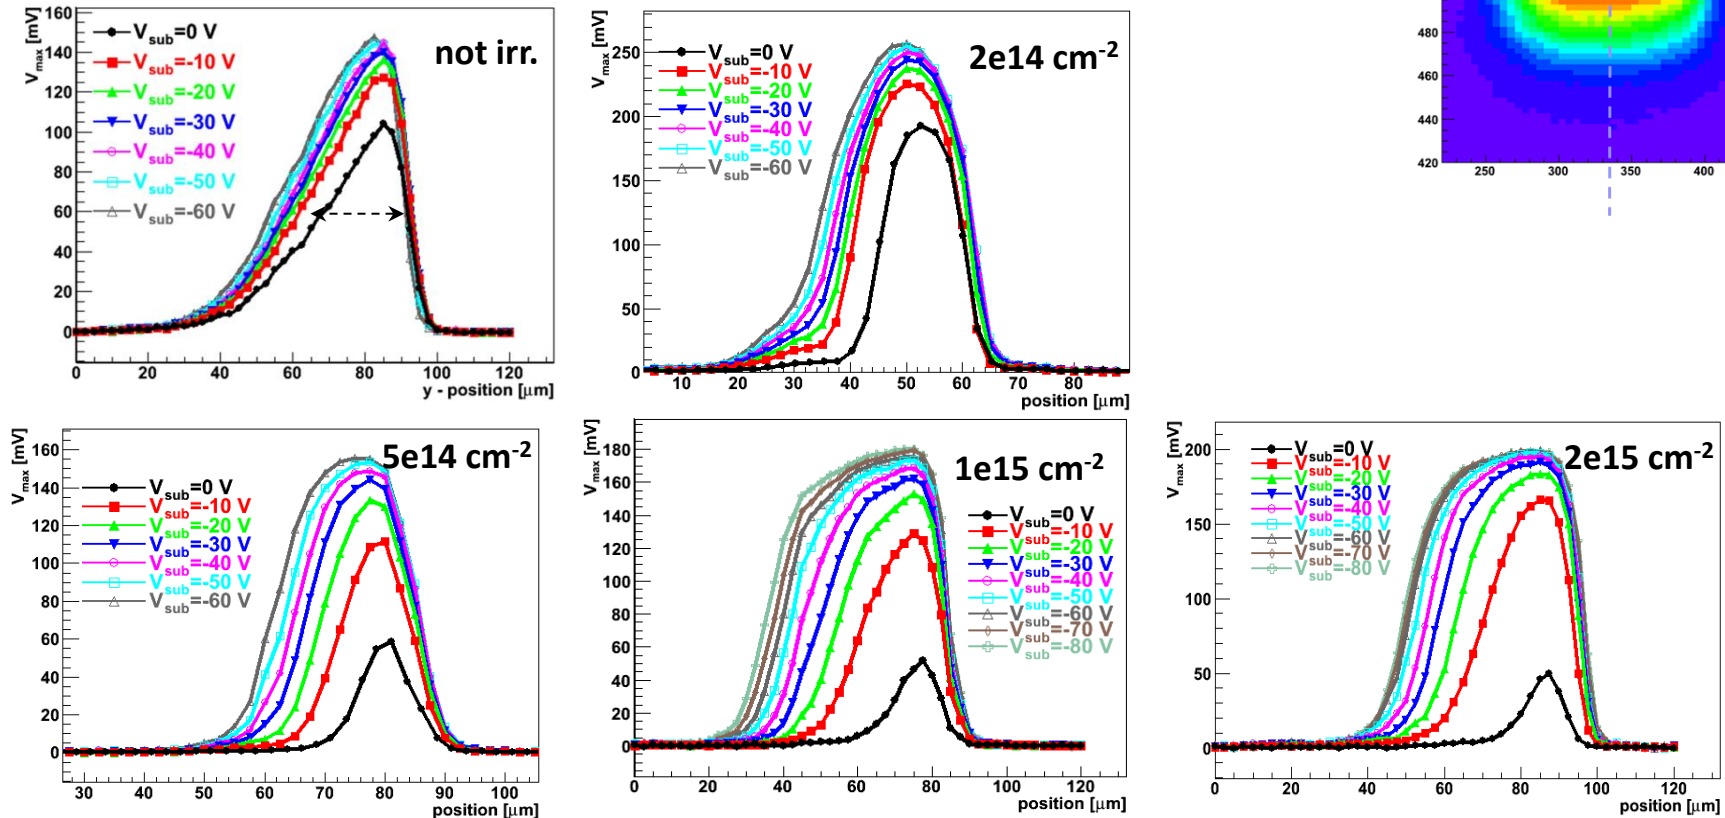 V_max [mV]
160
140
120
100
80
60
40
20
0
V_sub=0 V
V_sub=-10 V
V_sub=-20 V
V_sub=-30 V
V_sub=-40 V
V_sub=-50 V
V_sub=-60 V
not irr.
0 20 40 60 80 100 120
y - position [μm]
V_max [mV]
250
200
150
100
50
0
V_sub=0 V
V_sub=-10 V
V_sub=-20 V
V_sub=-30 V
V_sub=-40 V
V_sub=-50 V
V_sub=-60 V
2e14 cm⁻²
10 20 30 40 50 60 70 80
position [μm]
480
460
440
420
250 300 350 400
V_max [mV]
160
140
120
100
80
60
40
20
0
V_sub=0 V
V_sub=-10 V
V_sub=-20 V
V_sub=-30 V
V_sub=-40 V
V_sub=-50 V
V_sub=-60 V
5e14 cm⁻²
30 40 50 60 70 80 90 100
position [μm]
V_max [mV]
180
160
140
120
100
80
60
40
20
0
1e15 cm⁻²
V_sub=0 V
V_sub=-10 V
V_sub=-20 V
V_sub=-30 V
V_sub=-40 V
V_sub=-50 V
V_sub=-60 V
V_sub=-70 V
V_sub=-80 V
0 20 40 60 80 100 120
position [μm]
V_max [mV]
200
150
100
50
0
V_sub=0 V
V_sub=-10 V
V_sub=-20 V
V_sub=-30 V
V_sub=-40 V
V_sub=-50 V
V_sub=-60 V
V_sub=-70 V
V_sub=-80 V
2e15 cm⁻²
0 20 40 60 80 100 120
position [μm]